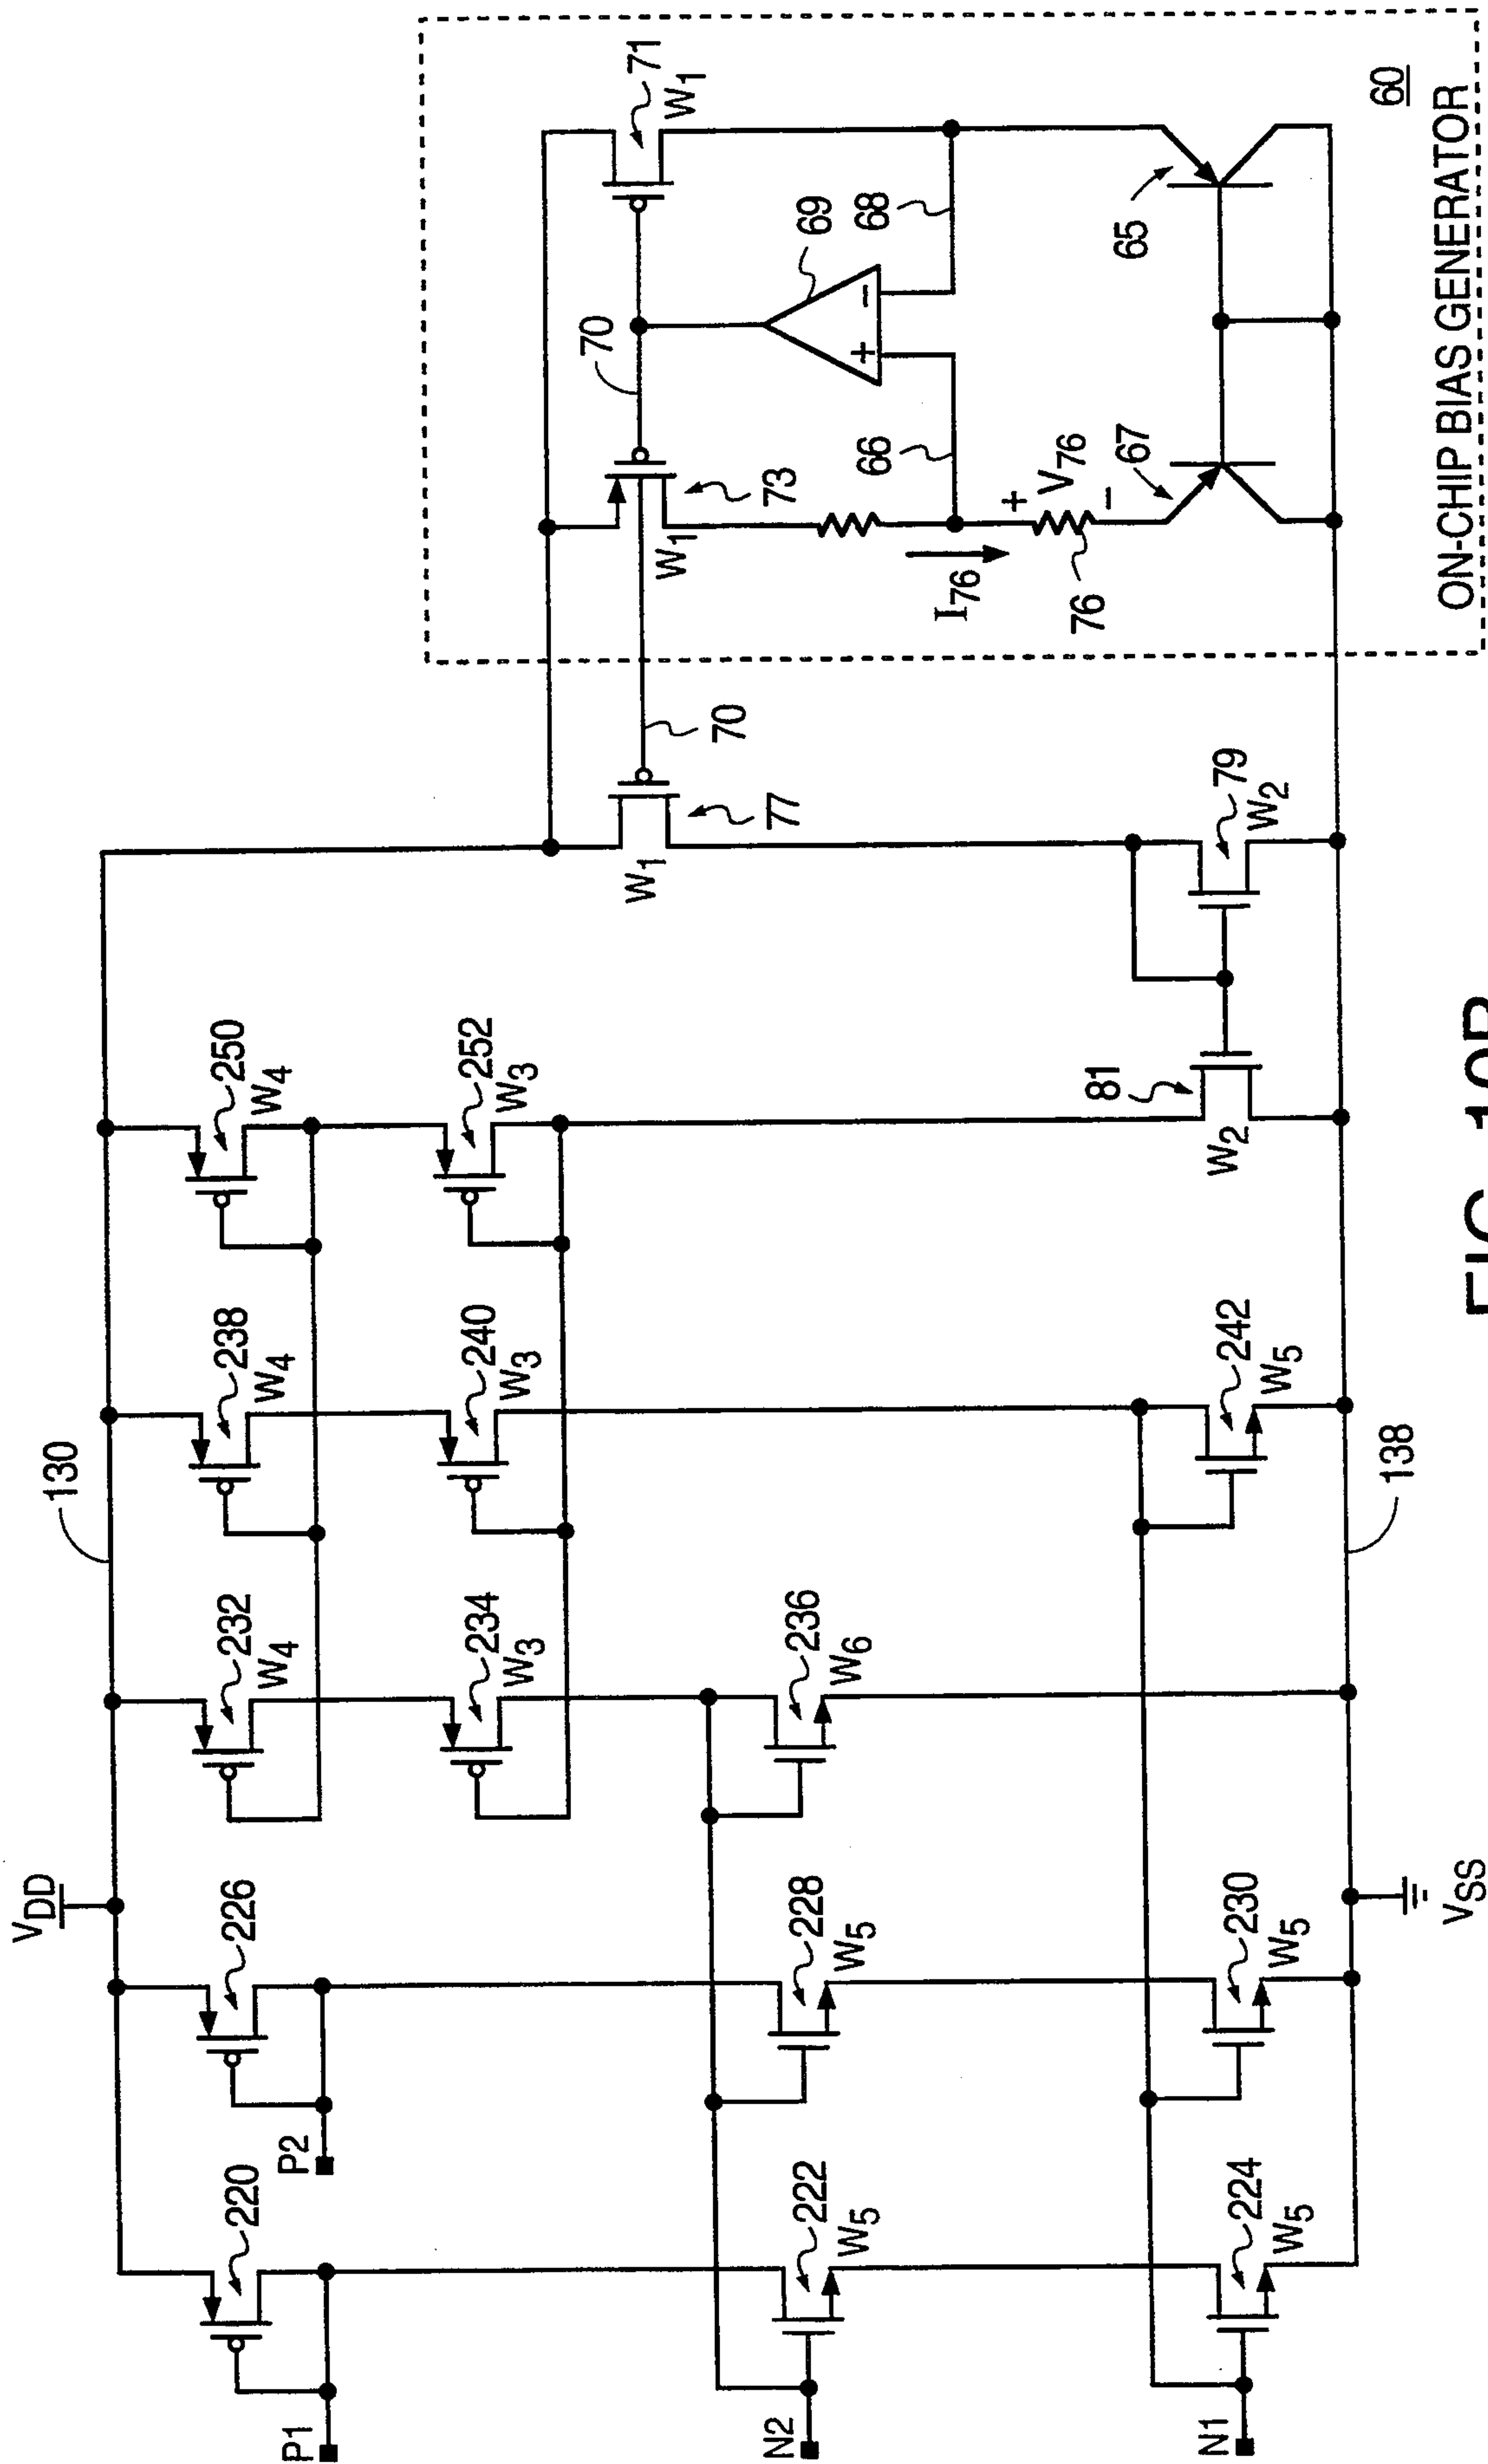 V_DD
130
220
226
232
W4
238
W4
250
W4
P1
P2
234
W3
240
W3
252
W3
70
71
W1
W1
W1
70
77
73
69
N2
222
W5
228
W5
236
W6
66
68
I76
+
-
+ V76 -
76
67
65
81
W2
79
W2
N1
224
W5
230
W5
242
W5
138
60
ON-CHIP BIAS GENERATOR
VSS